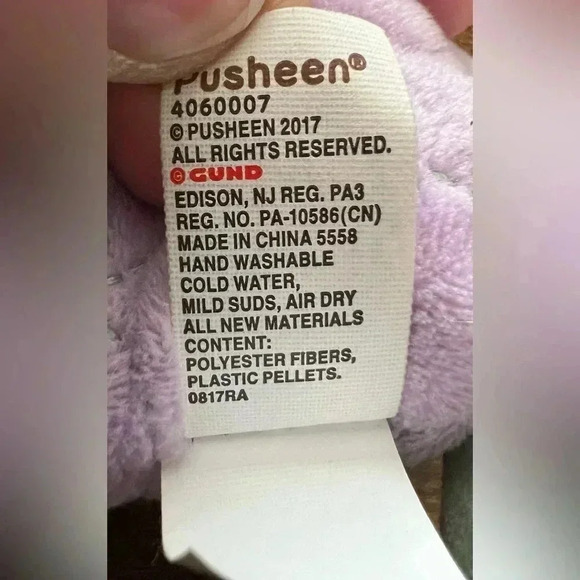 Pusheen®
4060007
© PUSHEEN 2017
ALL RIGHTS RESERVED.
© GUND
EDISON, NJ REG. PA3
REG. NO. PA-10586(CN)
MADE IN CHINA 5558
HAND WASHABLE
COLD WATER,
MILD SUDS, AIR DRY
ALL NEW MATERIALS
CONTENT:
POLYESTER FIBERS,
PLASTIC PELLETS.
0817RA